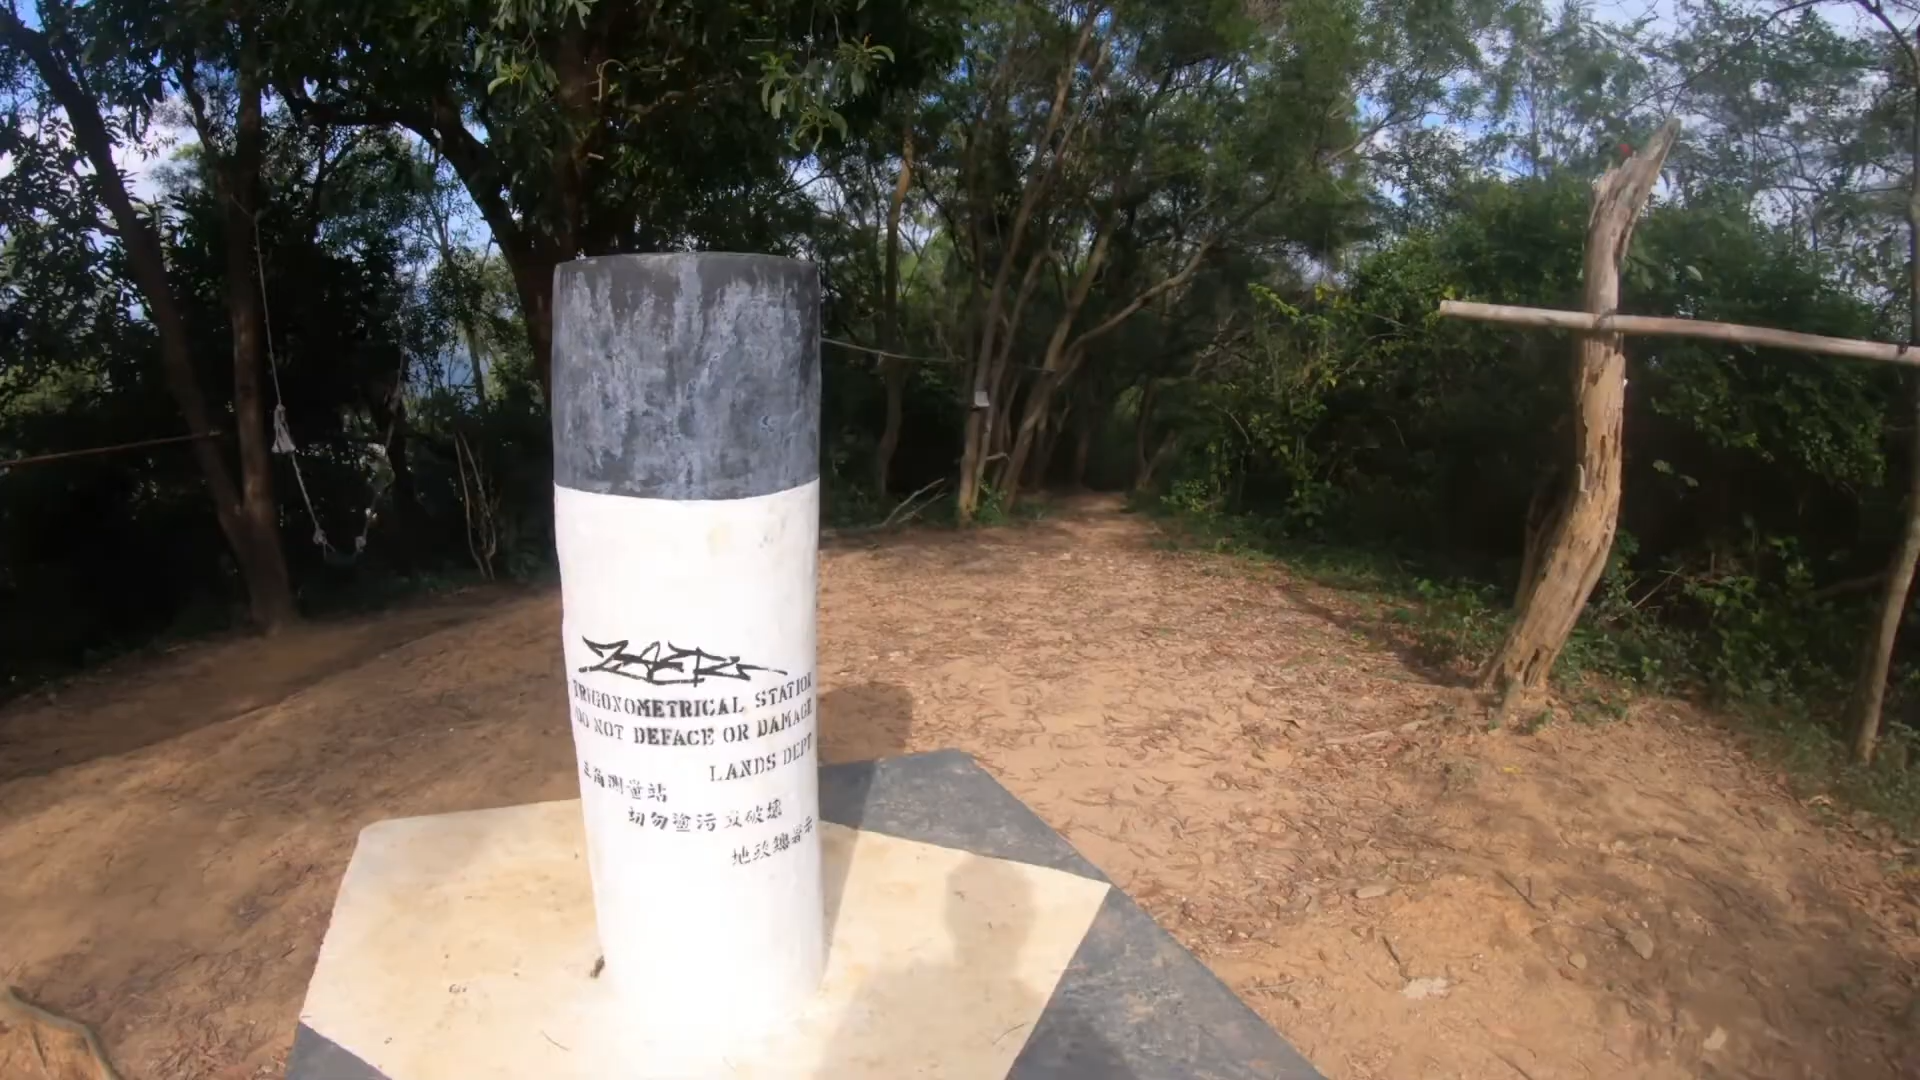 TRIGONOMETRICAL STATION
DO NOT DEFACE OR DAMAGE
LANDS DEPT
三角測量站
切勿塗污或破壞
地政總署示